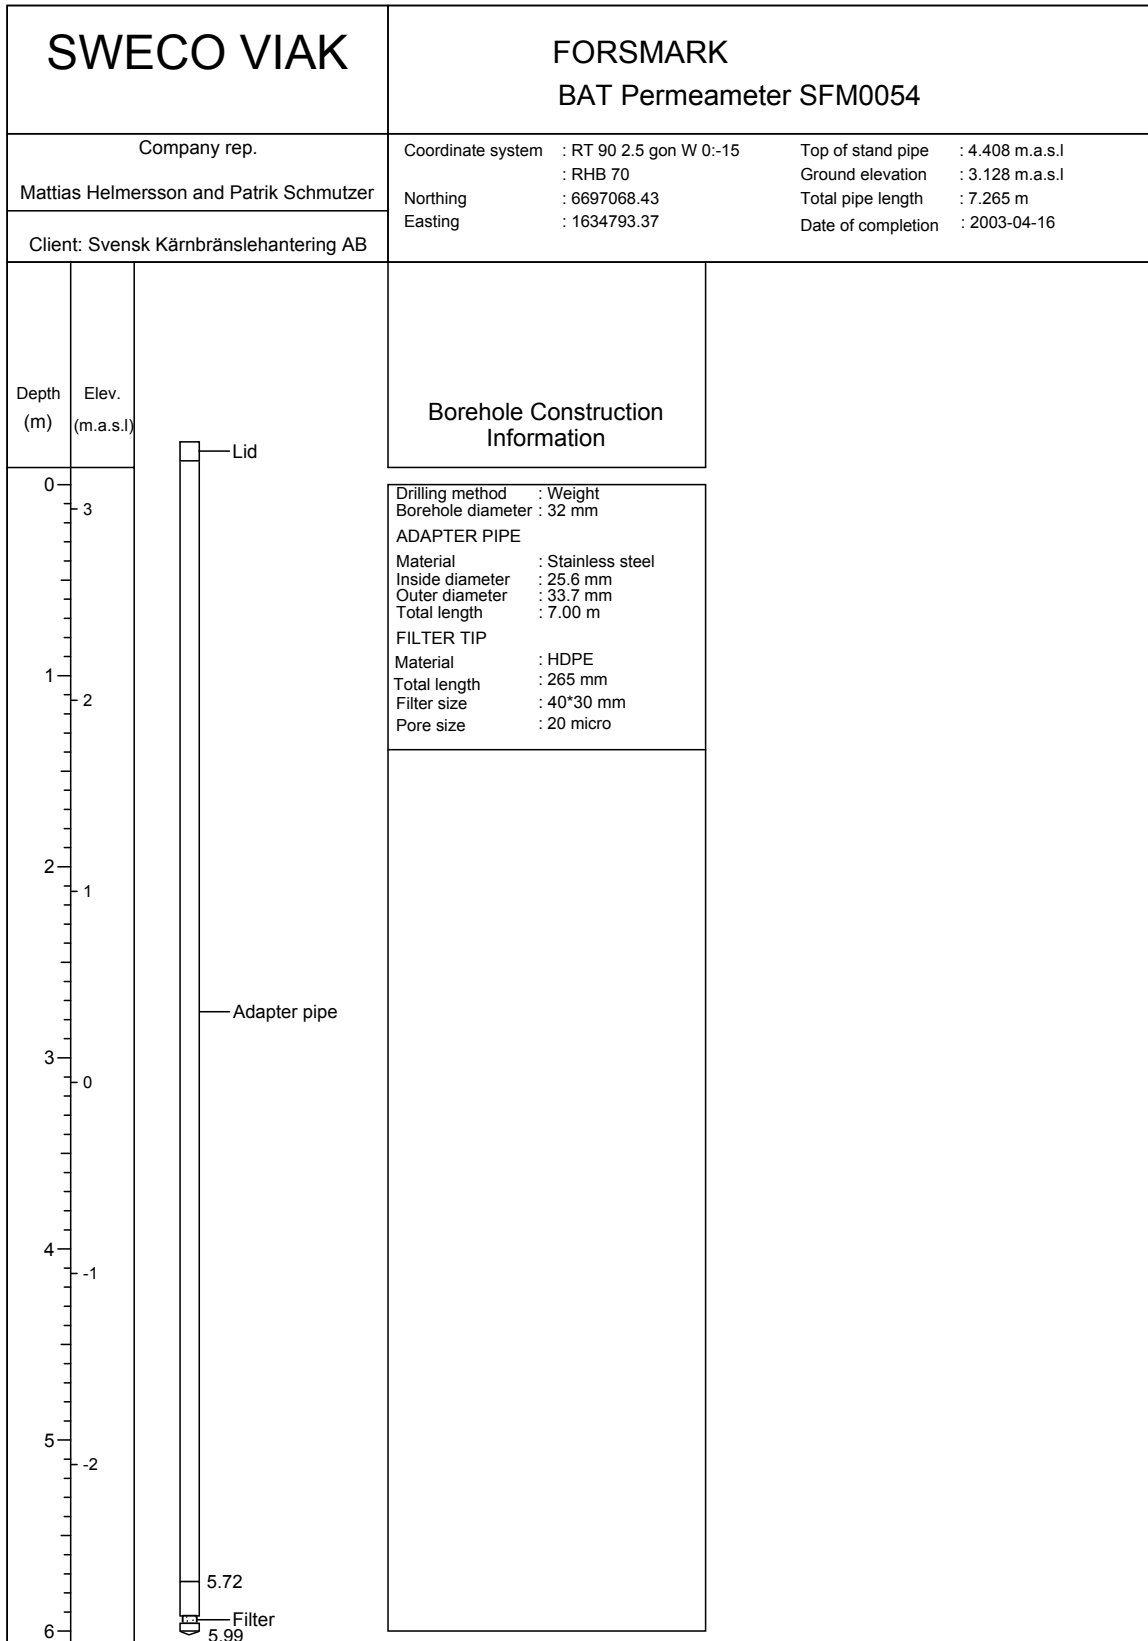 SWECO VIAK
FORSMARK
BAT Permeameter SFM0054
Company rep.
Mattias Helmersson and Patrik Schmutzer
Client: Svensk Kärnbränslehantering AB
Coordinate system : RT 90 2.5 gon W 0:-15
: RHB 70
Northing : 6697068.43
Easting : 1634793.37
Top of stand pipe : 4.408 m.a.s.l
Ground elevation : 3.128 m.a.s.l
Total pipe length : 7.265 m
Date of completion : 2003-04-16
Depth
(m)
Elev.
(m.a.s.l)
Lid
Borehole Construction
Information
Drilling method : Weight
Borehole diameter : 32 mm
ADAPTER PIPE
Material : Stainless steel
Inside diameter : 25.6 mm
Outer diameter : 33.7 mm
Total length : 7.00 m
FILTER TIP
Material : HDPE
Total length : 265 mm
Filter size : 40*30 mm
Pore size : 20 micro
0
3
1
2
2
1
Adapter pipe
3
0
4
-1
5
-2
5.72
Filter
6
5.99